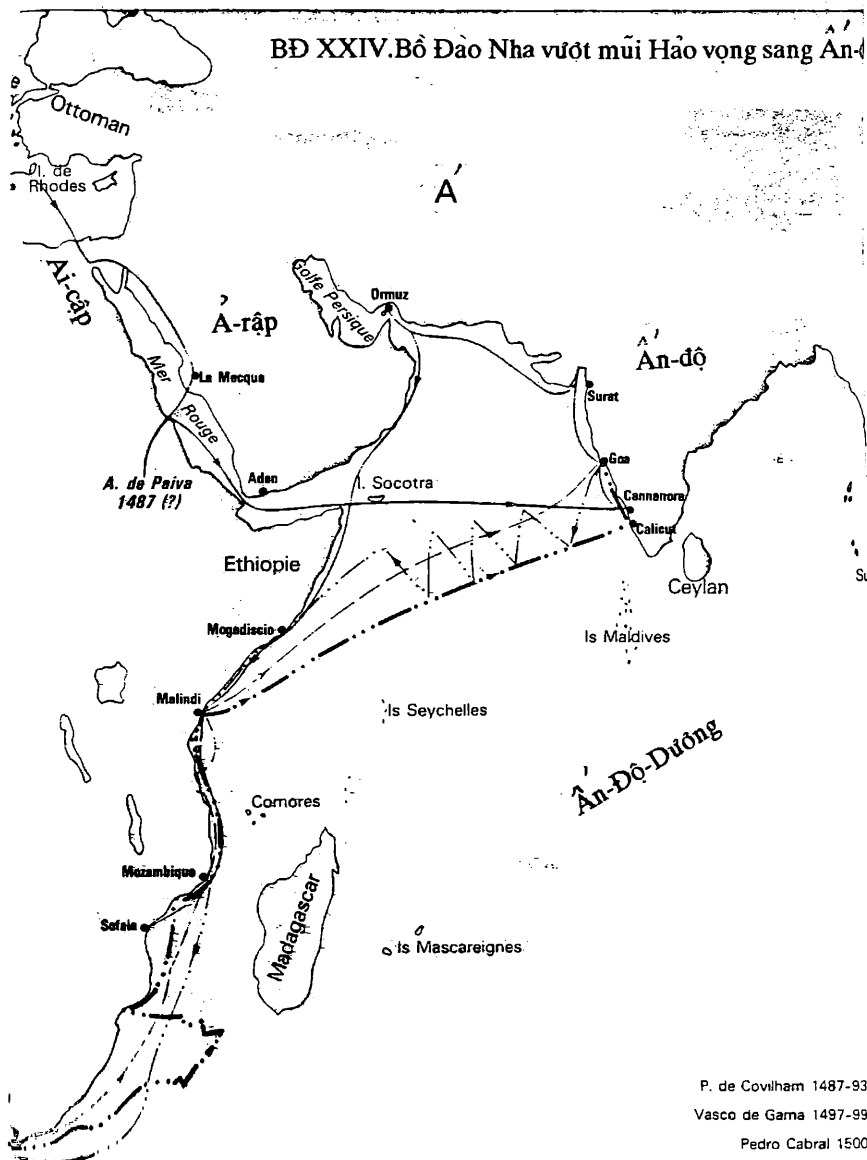 BĐ XXIV.Bồ Đào Nha vượt mũi Hảo vọng sang Ấn-
Ottoman
I. de
Rhodes
Á
Ai-cập
Ả-rập
Golfe Persique
Ormuz
Ấn-độ
Mer
Rouge
La Mecque
Surat
A. de Paiva
1487 (?)
Adan
I. Socotra
Goa
Cannanora
Calicut
Ethiopie
Ceylan
Su
Mogadiscio
Is Maldives
Malindi
Is Seychelles
Ấn-Độ-Dương
Comores
Mozambique
Madagascar
Sofala
Is Mascareignes
P. de Covilham 1487-93
Vasco de Gama 1497-99
Pedro Cabral 1500